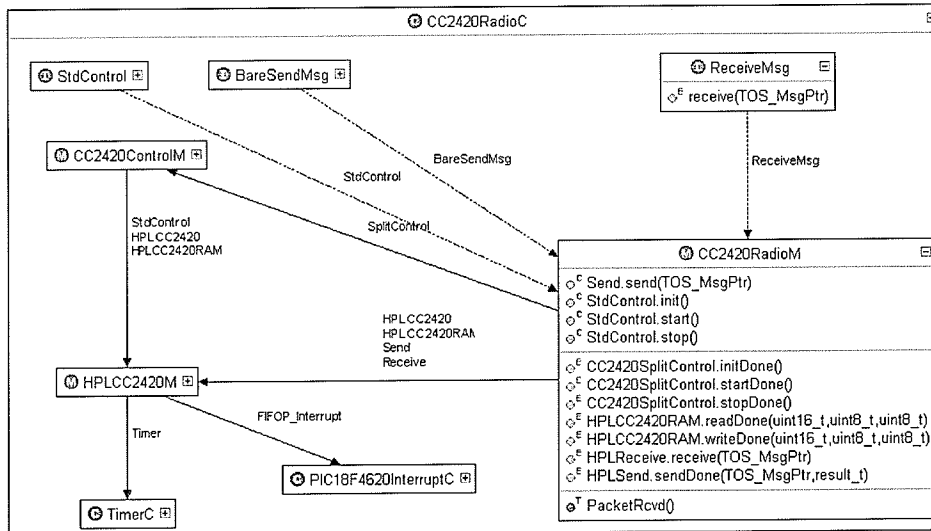 CC2420RadioC
StdControl
BareSendMsg
ReceiveMsg
E receive(TOS_MsgPtr)
CC2420ControlM
BareSendMsg
StdControl
ReceiveMsg
SplitControl
StdControl
HPLCC2420
HPLCC2420RAM
CC2420RadioM
C Send.send(TOS_MsgPtr)
C StdControl.init()
C StdControl.start()
C StdControl.stop()
HPLCC2420
HPLCC2420RAM
Send
Receive
E CC2420SplitControl.initDone()
E CC2420SplitControl.startDone()
E CC2420SplitControl.stopDone()
E HPLCC2420RAM.readDone(uint16_t,uint8_t,uint8_t)
E HPLCC2420RAM.writeDone(uint16_t,uint8_t,uint8_t)
E HPLReceive.receive(TOS_MsgPtr)
E HPLSend.sendDone(TOS_MsgPtr,result_t)
T PacketRcvd()
HPLCC2420M
FIFOP_Interrupt
Timer
PIC18F4620InterruptC
TimerC